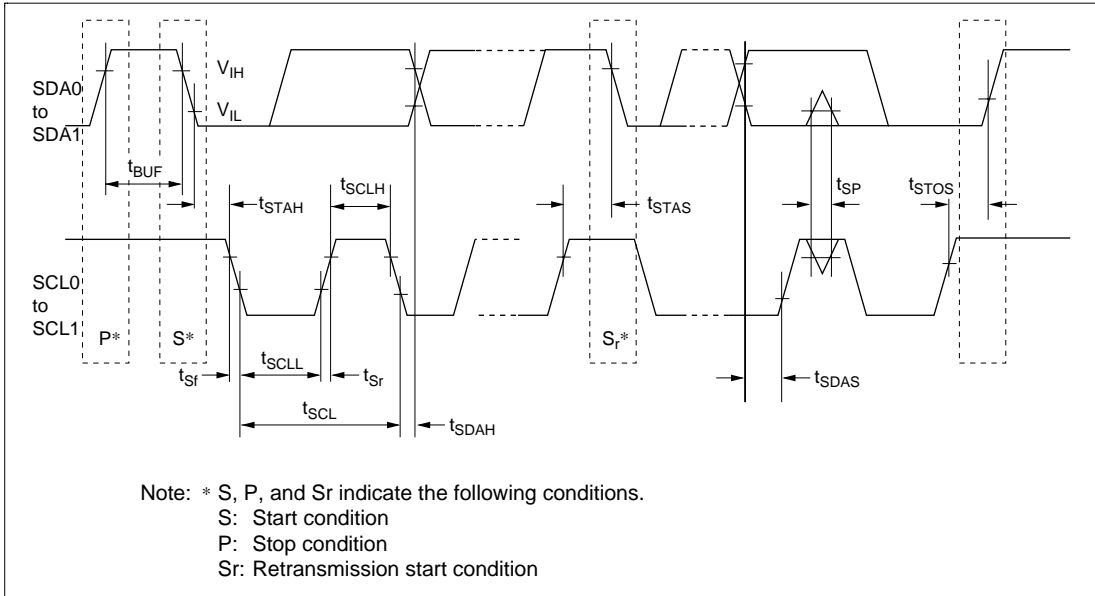 SDA0
to
SDA1
VIH
VIL
tBUF
tSTAH
tSCLH
tSTAS
tSP
tSTOS
SCL0
to
SCL1
P*
S*
Sr*
tSf
tSCLL
tSr
tSCL
tSDAH
tSDAS
Note: * S, P, and Sr indicate the following conditions.
S: Start condition
P: Stop condition
Sr: Retransmission start condition